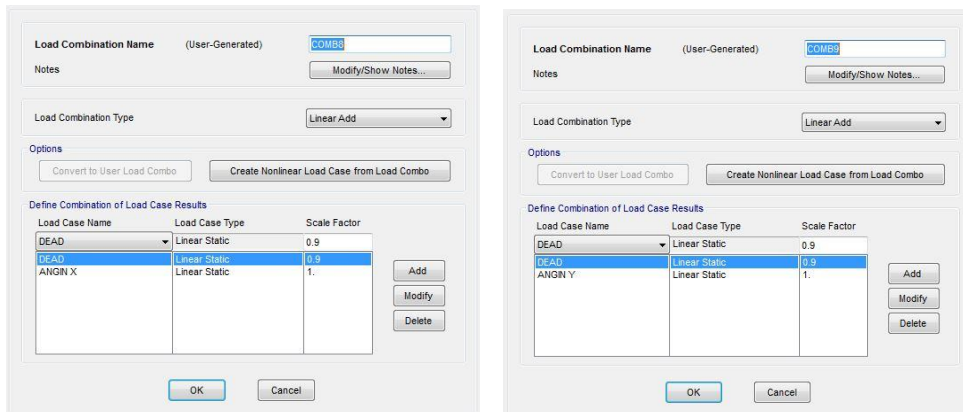 Load Combination Name (User-Generated) COMB8
Notes Modify/Show Notes...
Load Combination Type Linear Add
Options
Convert to User Load Combo Create Nonlinear Load Case from Load Combo
Define Combination of Load Case Results
Load Case Name Load Case Type Scale Factor
DEAD Linear Static 0.9
DEAD Linear Static 0.9
ANGIN X Linear Static 1.
Add
Modify
Delete
OK Cancel
Load Combination Name (User-Generated) COMB9
Notes Modify/Show Notes...
Load Combination Type Linear Add
Options
Convert to User Load Combo Create Nonlinear Load Case from Load Combo
Define Combination of Load Case Results
Load Case Name Load Case Type Scale Factor
DEAD Linear Static 0.9
DEAD Linear Static 0.9
ANGIN Y Linear Static 1.
Add
Modify
Delete
OK Cancel